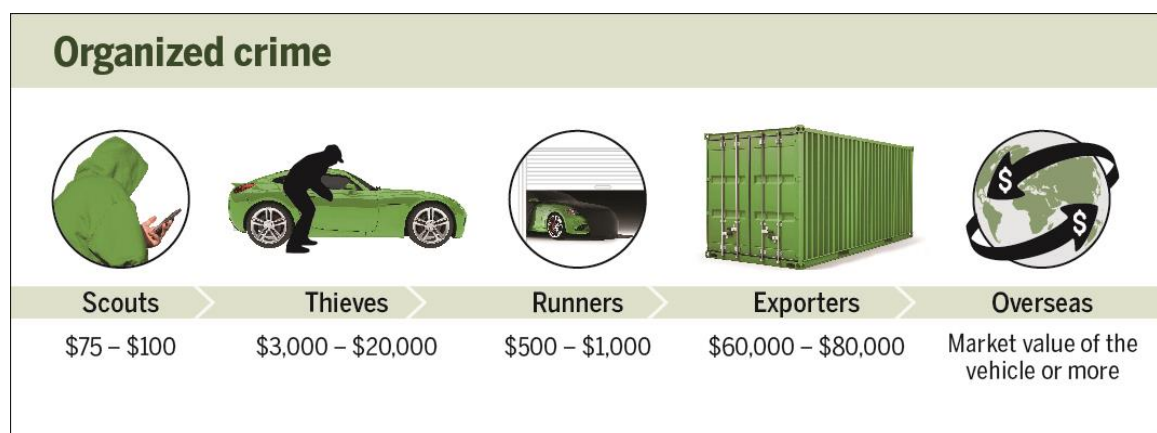 Organized crime
$
$
Scouts
Thieves
Runners
Exporters
Overseas
$75 – $100
$3,000 – $20,000
$500 – $1,000
$60,000 – $80,000
Market value of the
vehicle or more